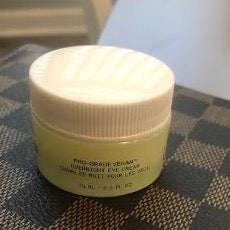 PRO-GRADE VEGAN™
OVERNIGHT EYE CREAM
CRÈME DE NUIT POUR LES YEUX
15 ML - 0.5 FL OZ